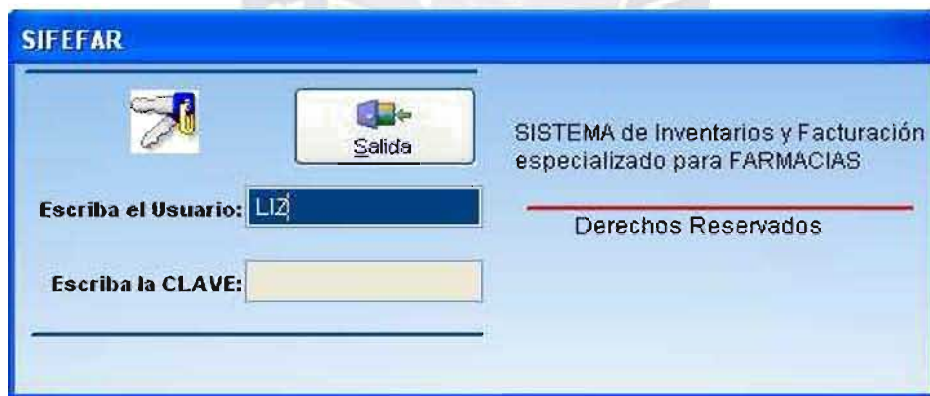 SIFEFAR
Salida
SISTEMA de Inventarios y Facturación
especializado para FARMACIAS
Escriba el Usuario: LIZ
Derechos Reservados
Escriba la CLAVE: